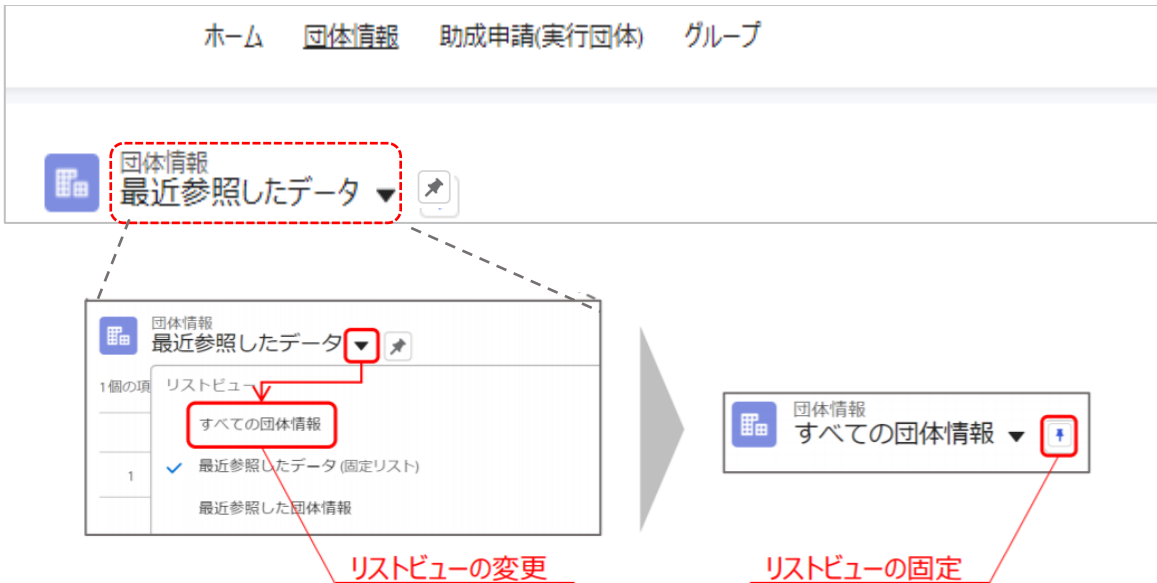 ホーム 団体情報 助成申請(実行団体) グループ
団体情報
最近参照したデータ
団体情報
最近参照したデータ
1個の項
リストビュー
すべての団体情報
最近参照したデータ (固定リスト)
1
最近参照した団体情報
リストビューの変更
団体情報
すべての団体情報
リストビューの固定